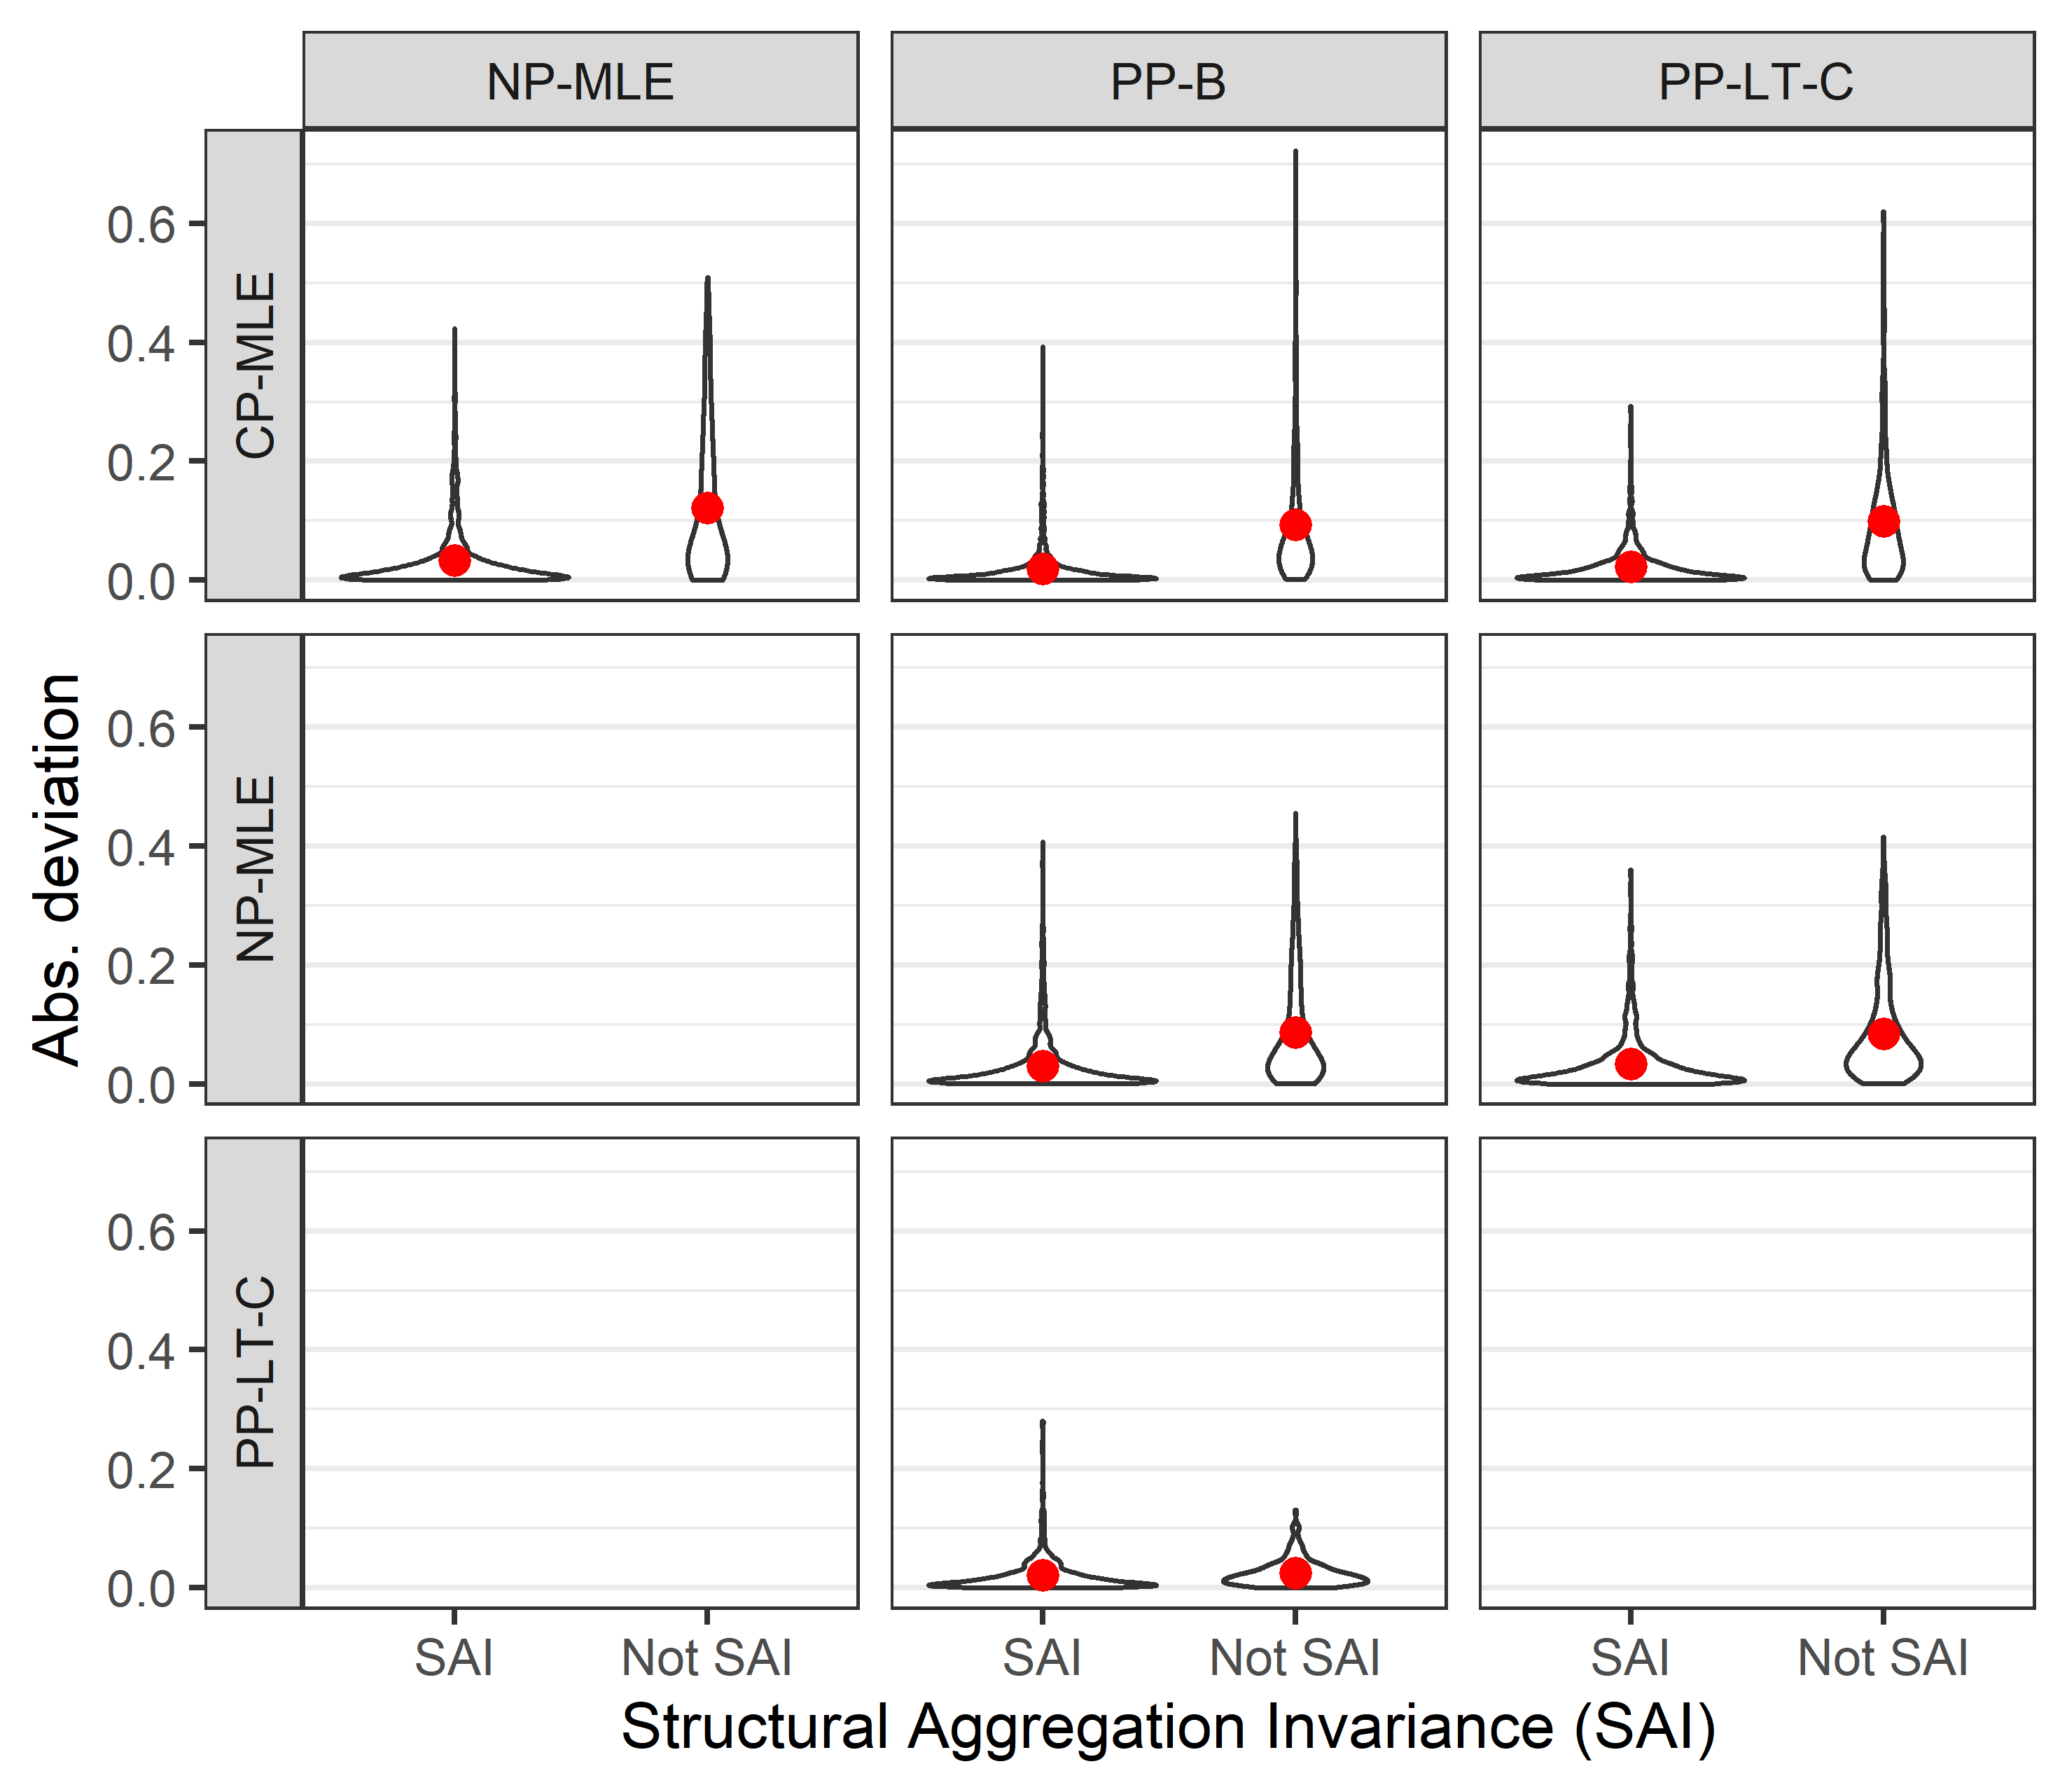 NP-MLE PP-B PP-LT-C
CP-MLE
0.6
0.4
0.2
0.0
NP-MLE
0.6
0.4
0.2
0.0
PP-LT-C
0.6
0.4
0.2
0.0
Abs. deviation
SAI Not SAI SAI Not SAI SAI Not SAI
Structural Aggregation Invariance (SAI)